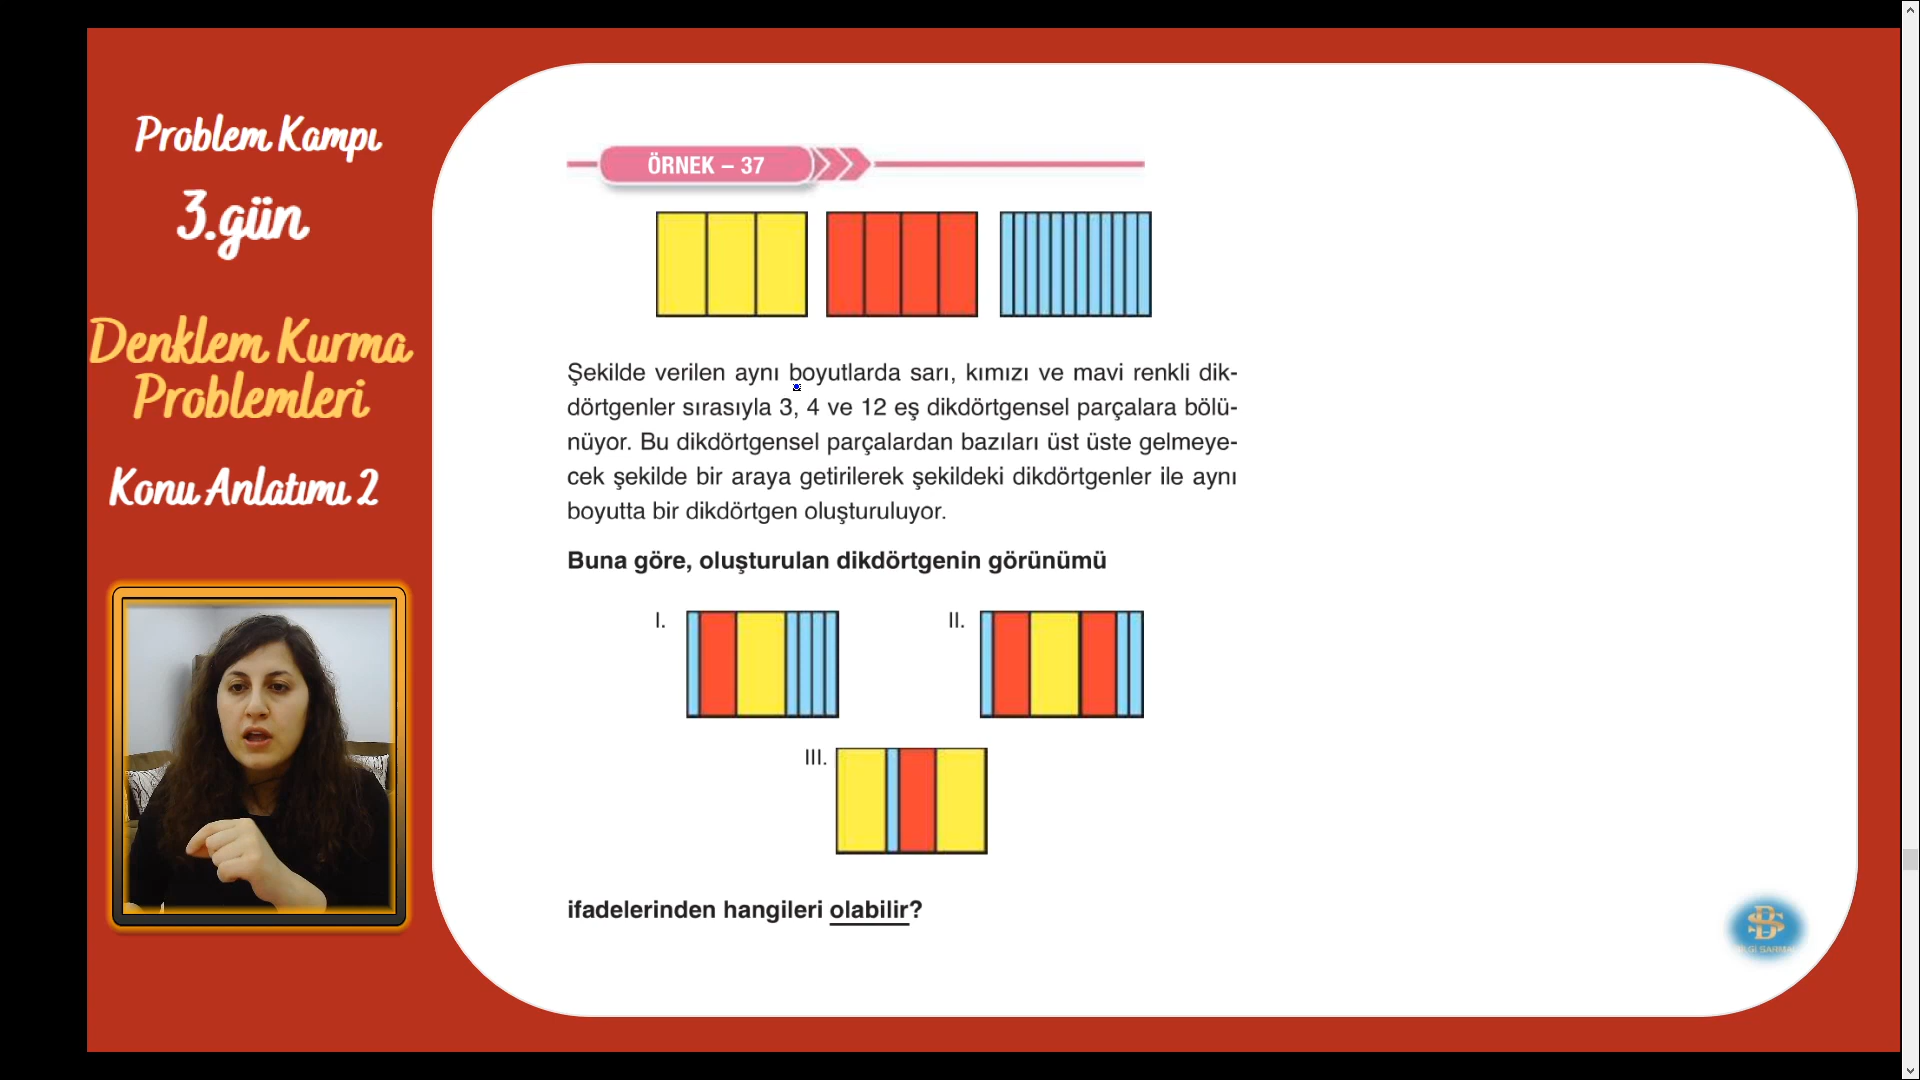 Problem Kampı
3.gün
Denklem Kurma
Problemleri
Konu Anlatımı 2
ÖRNEK – 37
Şekilde verilen aynı boyutlarda sarı, kımızı ve mavi renkli dik-
dörtgenler sırasıyla 3, 4 ve 12 eş dikdörtgensel parçalara bölü-
nüyor. Bu dikdörtgensel parçalardan bazıları üst üste gelmeye-
cek şekilde bir araya getirilerek şekildeki dikdörtgenler ile aynı
boyutta bir dikdörtgen oluşturuluyor.
Buna göre, oluşturulan dikdörtgenin görünümü
I.
II.
III.
ifadelerinden hangileri olabilir?